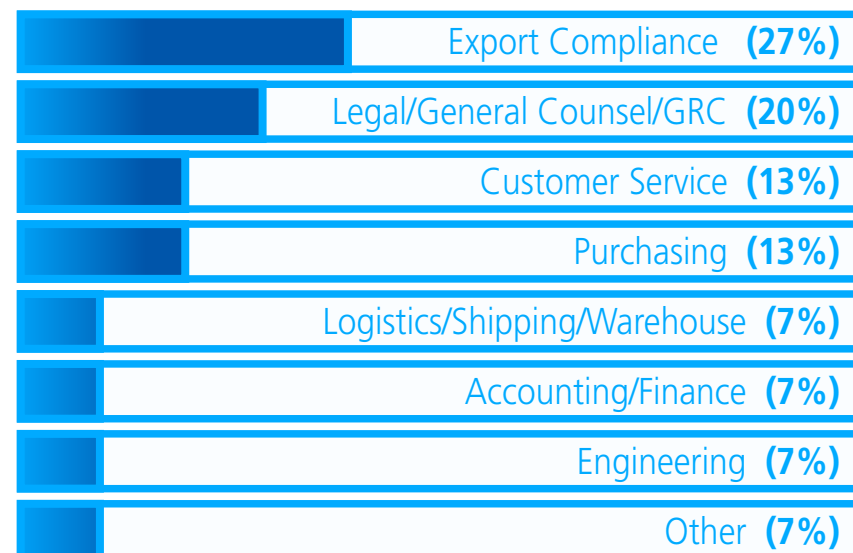 Export Compliance (27%)
Legal/General Counsel/GRC (20%)
Customer Service (13%)
Purchasing (13%)
Logistics/Shipping/Warehouse (7%)
Accounting/Finance (7%)
Engineering (7%)
Other (7%)